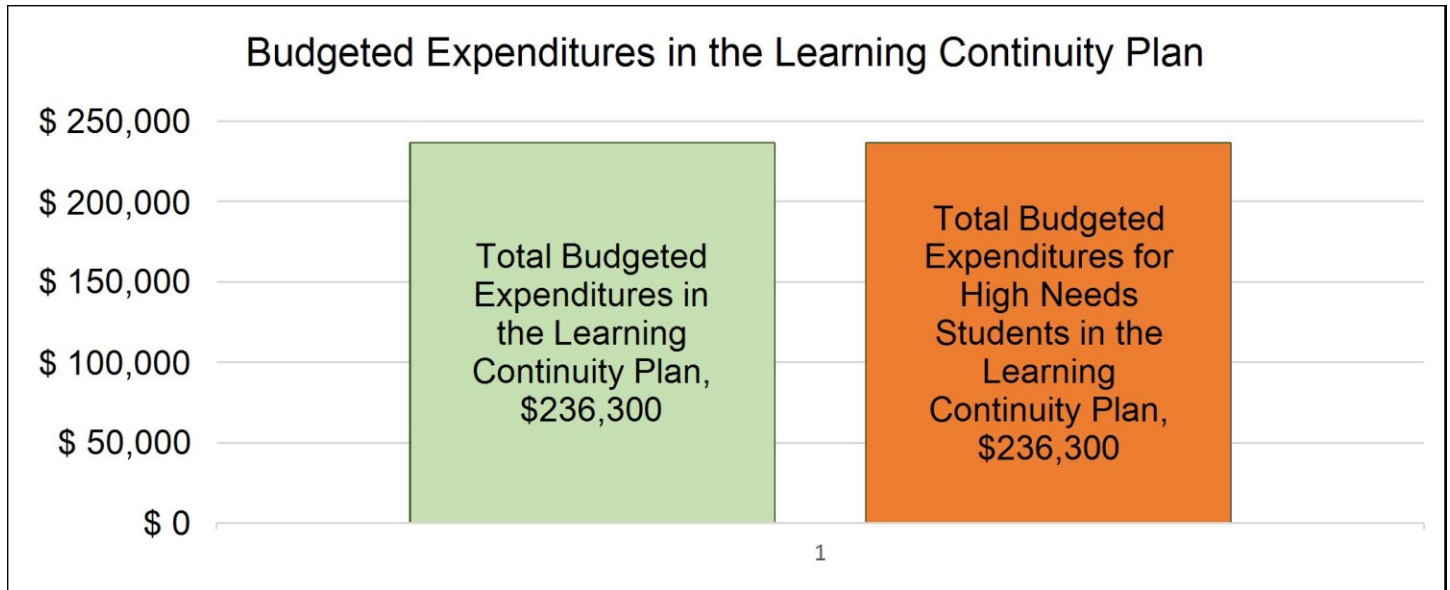 Budgeted Expenditures in the Learning Continuity Plan
$ 250,000
$ 200,000
$ 150,000
$ 100,000
$ 50,000
$ 0
Total Budgeted
Expenditures in
the Learning
Continuity Plan,
$236,300
Total Budgeted
Expenditures for
High Needs
Students in the
Learning
Continuity Plan,
$236,300
1